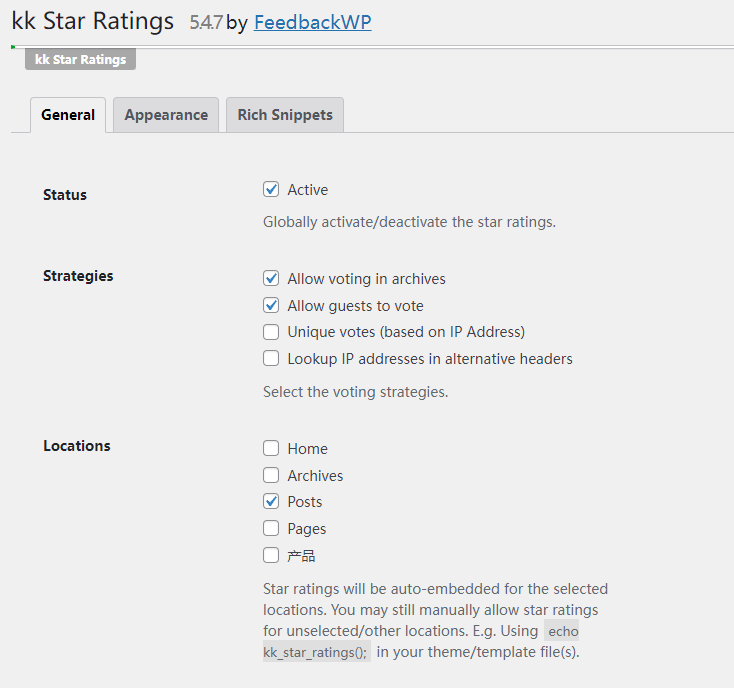 kk Star Ratings 5.4.7 by FeedbackWP
kk Star Ratings
General Appearance Rich Snippets
Status
Active
Globally activate/deactivate the star ratings.
Strategies
Allow voting in archives
Allow guests to vote
Unique votes (based on IP Address)
Lookup IP addresses in alternative headers
Select the voting strategies.
Locations
Home
Archives
Posts
Pages
产品
Star ratings will be auto-embedded for the selected
locations. You may still manually allow star ratings
for unselected/other locations. E.g. Using echo
kk_star_ratings(); in your theme/template file(s).